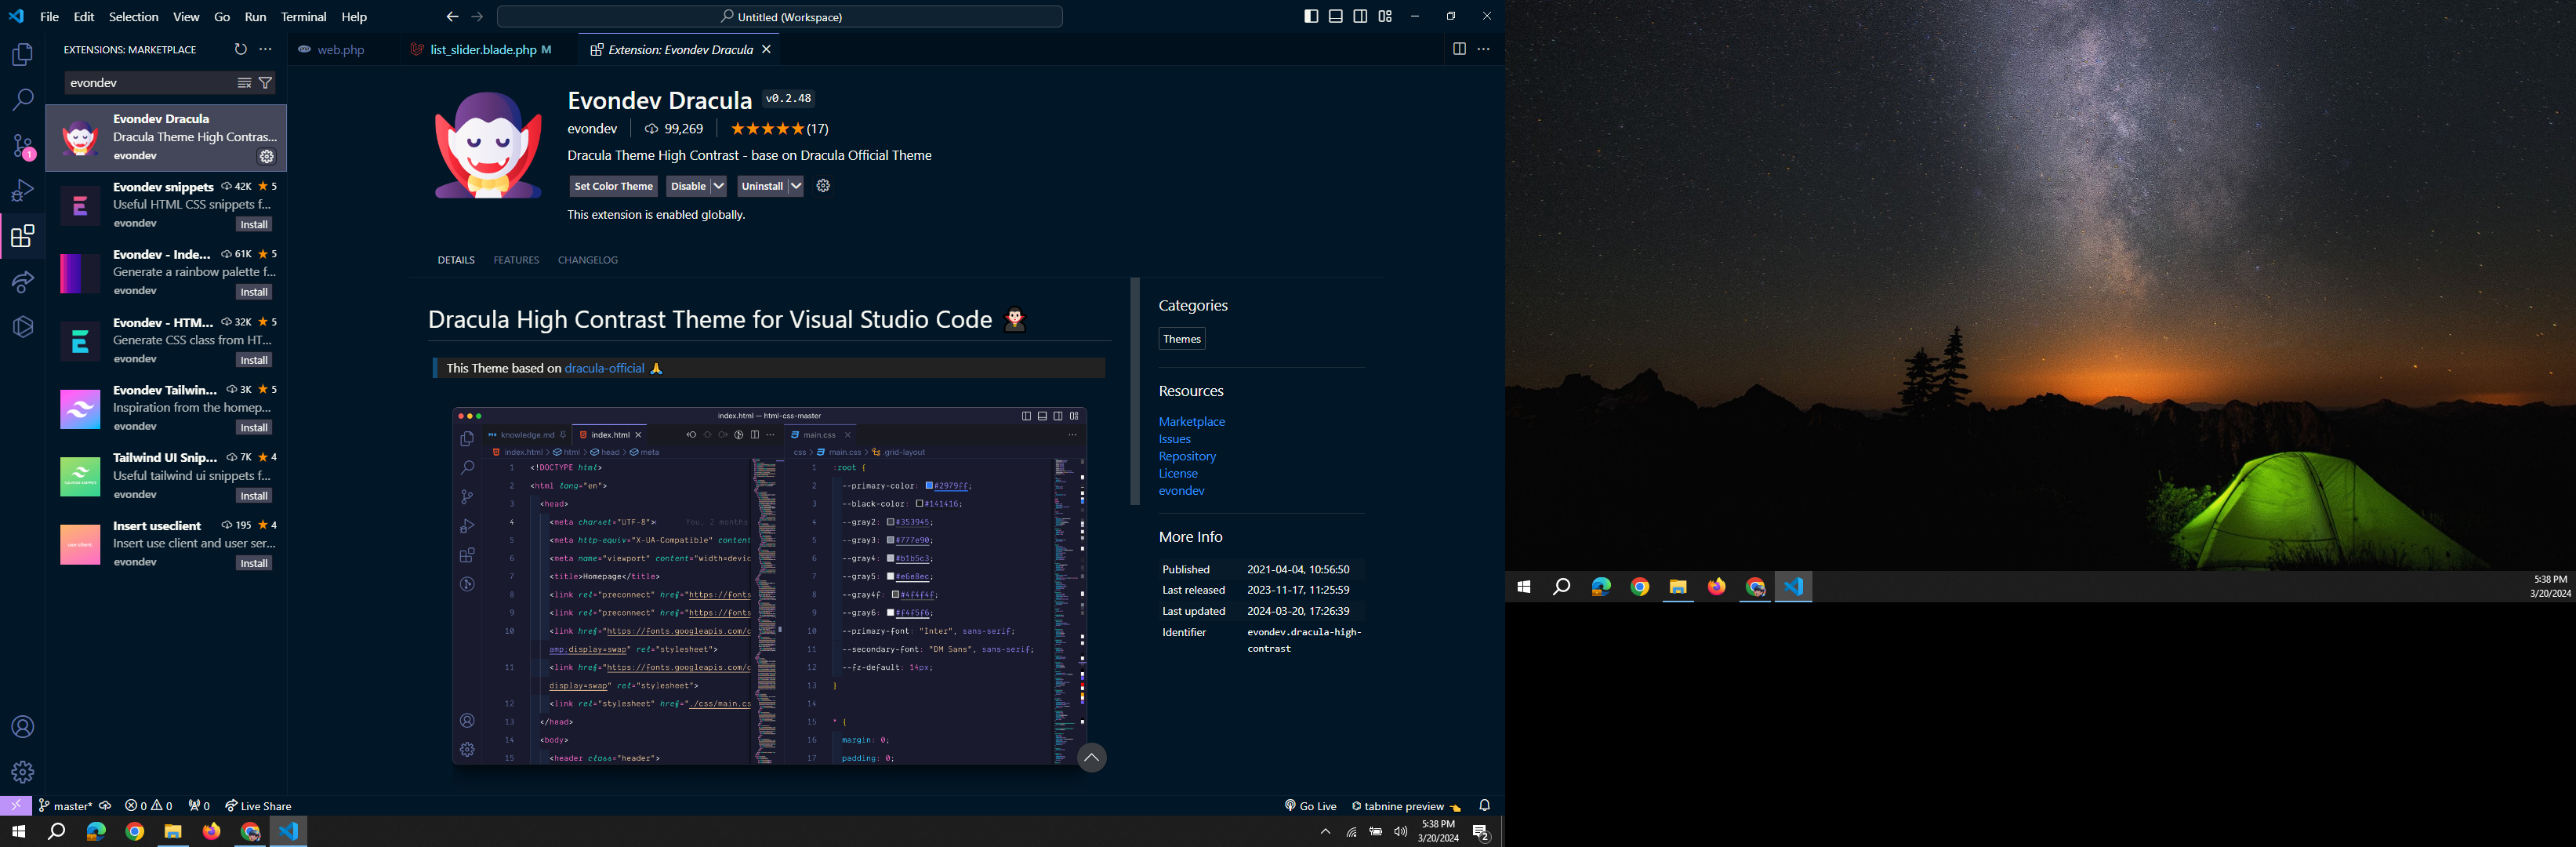 File Edit Selection View Go Run Terminal Help
Untitled (Workspace)
EXTENSIONS: MARKETPLACE
web.php
list_slider.blade.php M
Extension: Evondev Dracula
evondev
Evondev Dracula
Dracula Theme High Contras...
evondev
Evondev snippets 42K 5
Useful HTML CSS snippets f...
evondev
Install
Evondev - Inde... 61K 5
Generate a rainbow palette f...
evondev
Install
Evondev - HTM... 32K 5
Generate CSS class from HT...
evondev
Install
Evondev Tailwin... 3K 5
Inspiration from the homep...
evondev
Install
Tailwind UI Snip... 7K 4
Useful tailwind ui snippets f...
evondev
Install
Insert useclient 195 4
Insert use client and user ser...
evondev
Install
1
Evondev Dracula v0.2.48
evondev 99,269 (17)
Dracula Theme High Contrast - base on Dracula Official Theme
Set Color Theme Disable Uninstall
This extension is enabled globally.
DETAILS FEATURES CHANGELOG
Dracula High Contrast Theme for Visual Studio Code
This Theme based on dracula-official
index.html — html-css-master
knowledge.md index.html
index.html > html > head > meta
1 <!DOCTYPE html>
2 <html lang="en">
3 <head>
4 <meta charset="UTF-8"> You, 2 months
5 <meta http-equiv="X-UA-Compatible" content
6 <meta name="viewport" content="width=devic
7 <title>Homepage</title>
8 <link rel="preconnect" href="https://fonts
9 <link rel="preconnect" href="https://fonts
10 <link href="https://fonts.googleapis.com/c
amp;display=swap" rel="stylesheet">
11 <link href="https://fonts.googleapis.com/c
display=swap" rel="stylesheet">
12 <link rel="stylesheet" href="./css/main.cs
13 </head>
14 <body>
15 <header class="header">
main.css
css > main.css > .grid-layout
1 :root {
2 --primary-color: #2979ff;
3 --black-color: #141416;
4 --gray2: #353945;
5 --gray3: #777e90;
6 --gray4: #b1b5c3;
7 --gray5: #e6e8ec;
8 --gray4f: #4f4f4f;
9 --gray6: #f4f5f6;
10 --primary-font: "Inter", sans-serif;
11 --secondary-font: "DM Sans", sans-serif;
12 --fz-default: 14px;
13 }
14
15 * {
16 margin: 0;
17 padding: 0;
Categories
Themes
Resources
Marketplace
Issues
Repository
License
evondev
More Info
Published 2021-04-04, 10:56:50
Last released 2023-11-17, 11:25:59
Last updated 2024-03-20, 17:26:39
Identifier evondev.dracula-high-
contrast
master* 0 0 0 Live Share
Go Live tabnine preview
5:38 PM
3/20/2024
2
5:38 PM
3/20/2024